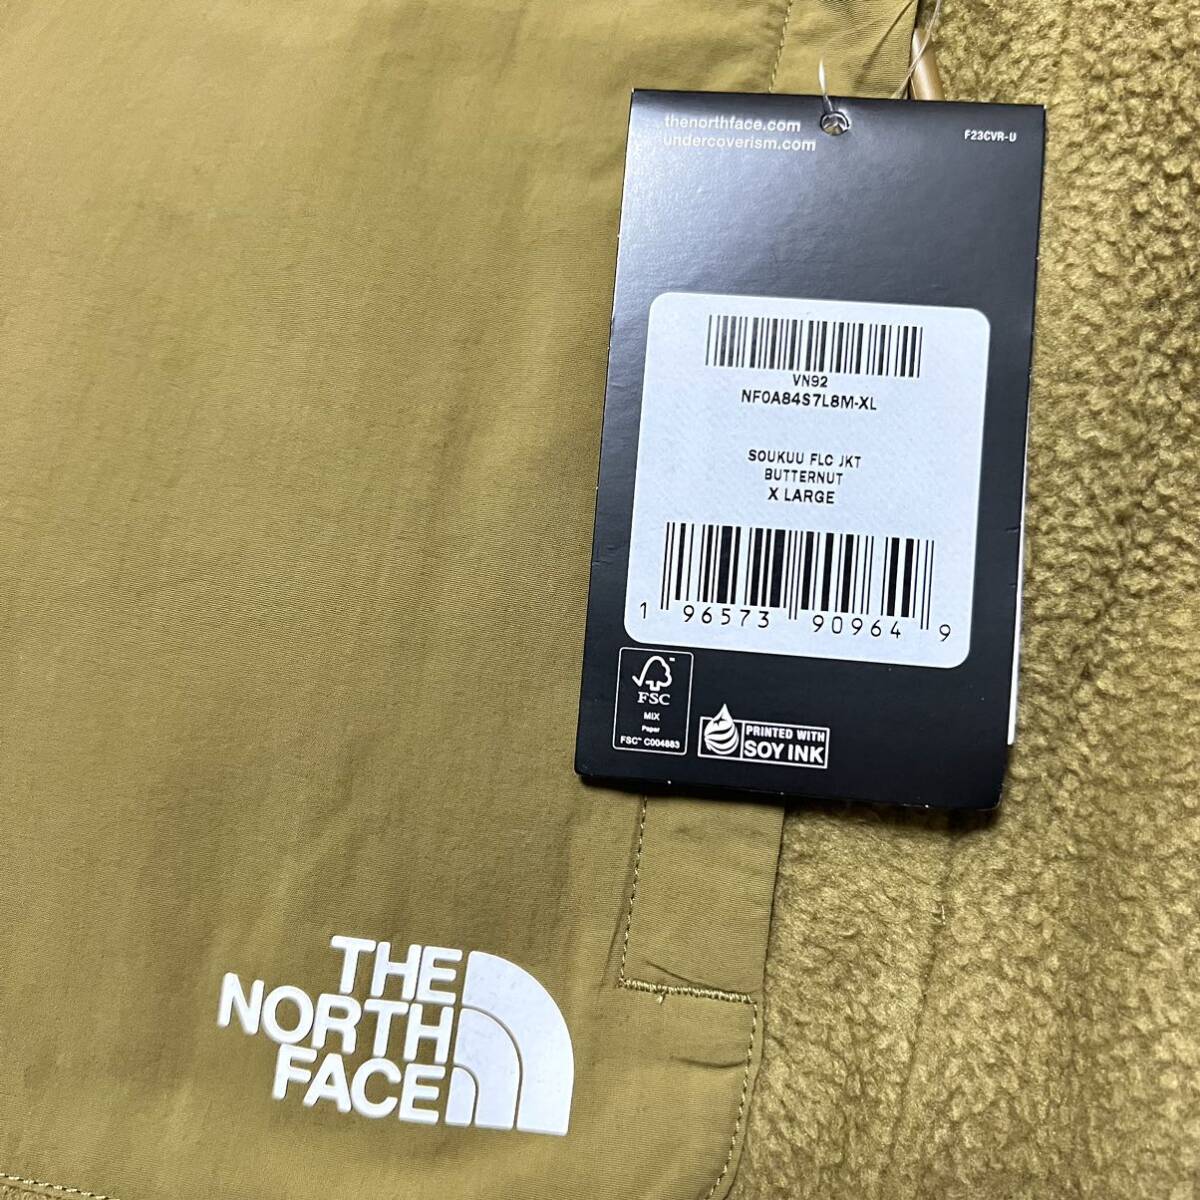 thenorthface.com
undercoverism.com
F23CVR-U
VN92
NF0A84S7L8M-XL
SOUKUU FLC JKT
BUTTERNUT
X LARGE
1 96573 90964 9
FSC
MIX
Paper
FSC™ C004883
PRINTED WITH
SOY INK
THE
NORTH
FACE